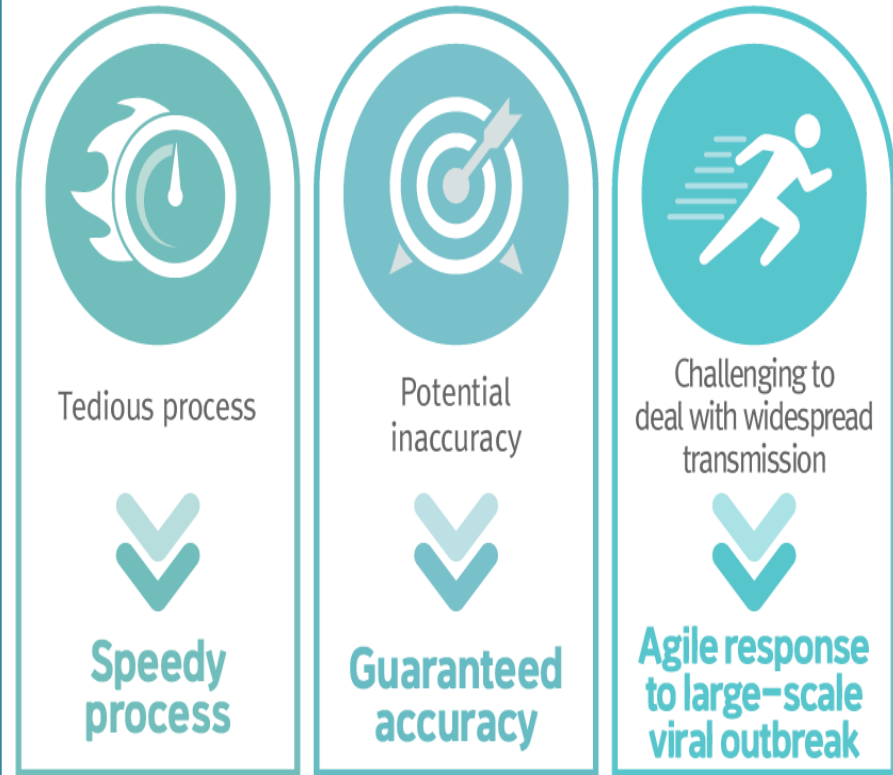 Tedious process
Speedy
process
Potential
inaccuracy
Guaranteed
accuracy
Challenging to
deal with widespread
transmission
Agile response
to large-scale
viral outbreak